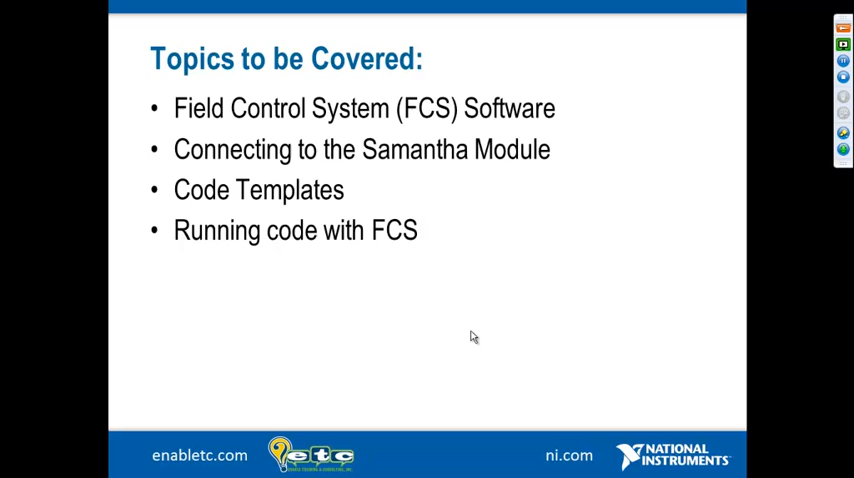 Topics to be Covered:
• Field Control System (FCS) Software
• Connecting to the Samantha Module
• Code Templates
• Running code with FCS
enabletc.com
etc
ni.com
NATIONAL
INSTRUMENTS